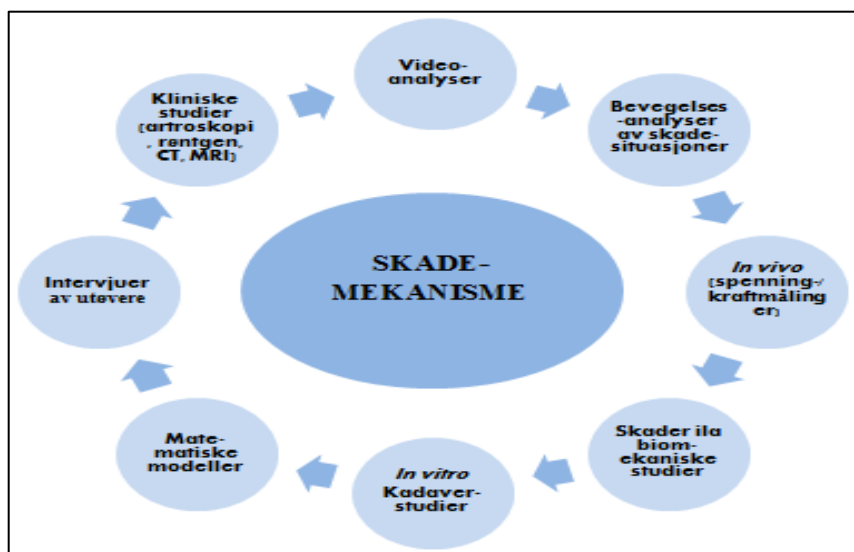 Video-
analyser
Bevegelses
-analyser
av skade-
situasjoner
In vivo
(spenning-/
kraftmåling
er)
Skader ila
biom-
ekaniske
studier
In vitro
Kadaver-
studier
Mate-
matiske
modeller
Intervjuer
av utøvere
Kliniske
studier
(artroskopi
, røntgen,
CT, MRI)
SKADE-
MEKANISME